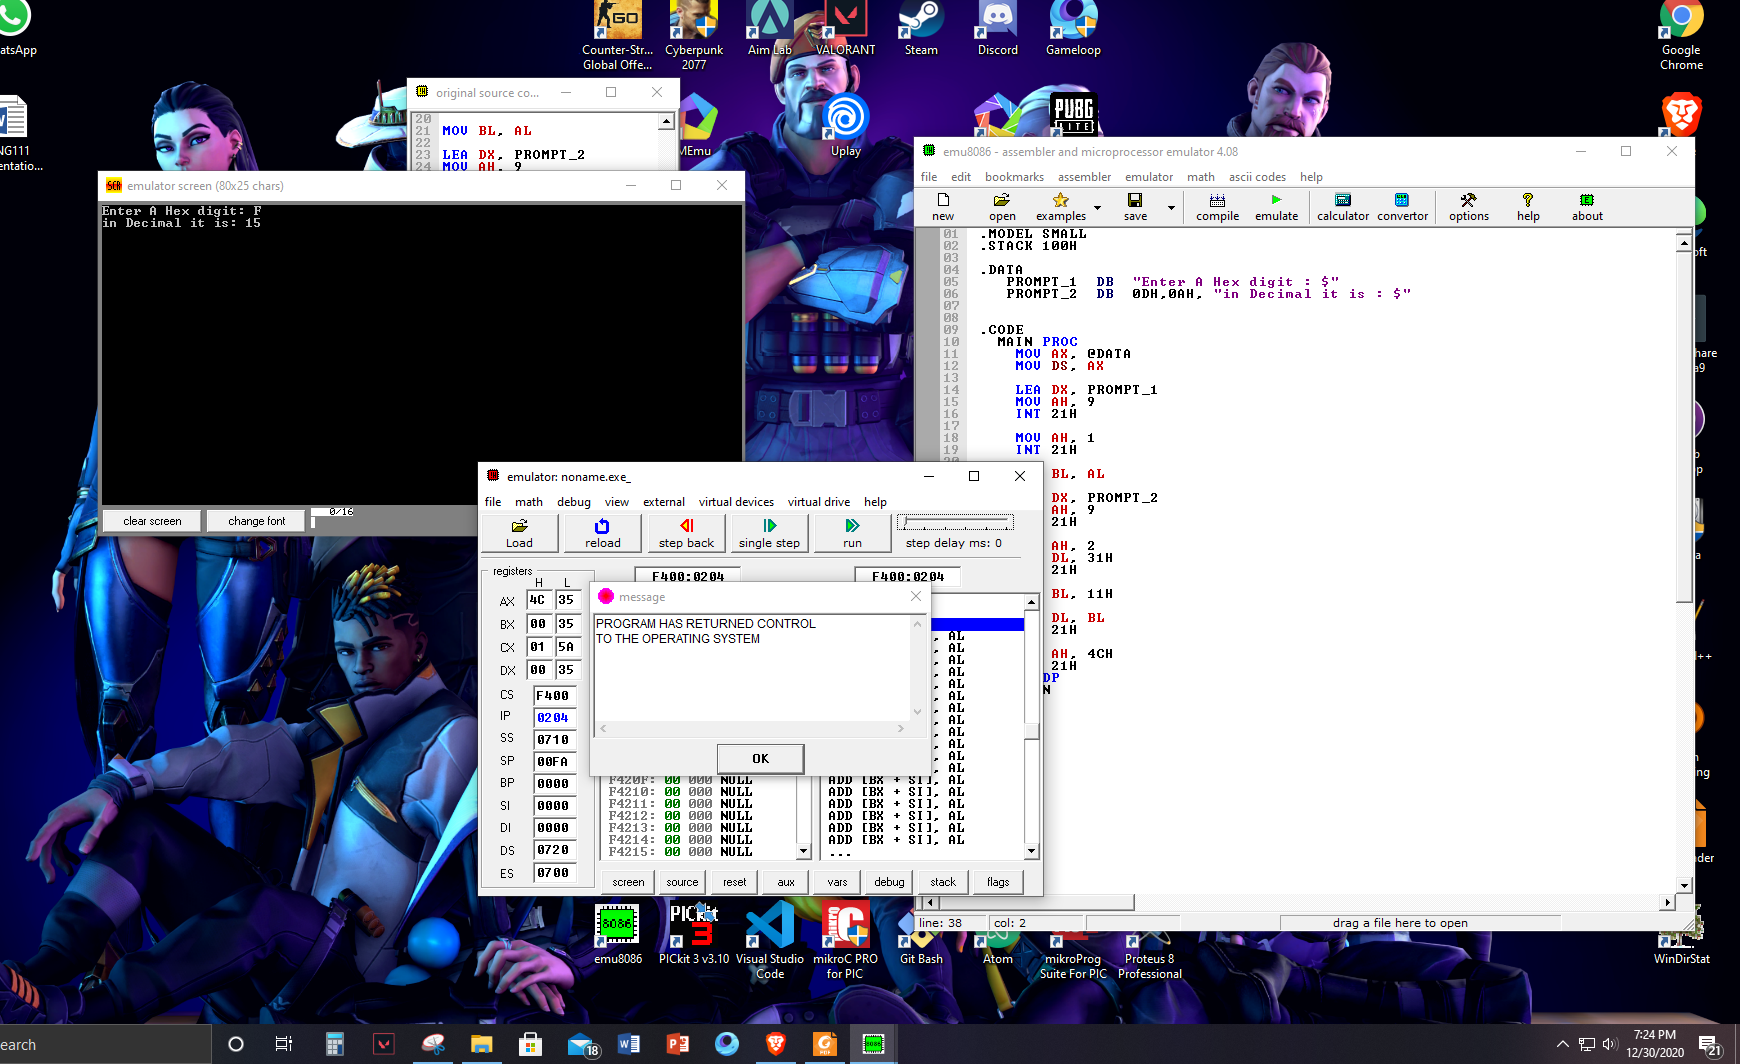 atsApp
Counter-Str...
Global Offe...
GO
Cyberpunk
2077
Aim Lab
VALORANT
Steam
Discord
Gameloop
Google
Chrome
NG111
entatio...
MEmu
Uplay
PUBG
LITE
original source co...
20
21 MOV BL, AL
22
23 LEA DX, PROMPT_2
24 MOV AH, 9
SCR emulator screen (80x25 chars)
Enter A Hex digit: F
in Decimal it is: 15
clear screen
change font
0/16
emu8086 - assembler and microprocessor emulator 4.08
file edit bookmarks assembler emulator math ascii codes help
new open examples save compile emulate calculator convertor options help about
01 .MODEL SMALL
02 .STACK 100H
03
04 .DATA
05 PROMPT_1 DB "Enter A Hex digit : $"
06 PROMPT_2 DB 0DH,0AH, "in Decimal it is : $"
07
08
09 .CODE
10 MAIN PROC
11 MOV AX, @DATA
12 MOV DS, AX
13
14 LEA DX, PROMPT_1
15 MOV AH, 9
16 INT 21H
17
18 MOV AH, 1
19 INT 21H
BL, AL
DX, PROMPT_2
AH, 9
21H
AH, 2
DL, 31H
21H
BL, 11H
DL, BL
21H
AH, 4CH
21H
DP
N
line: 38
col: 2
drag a file here to open
emulator: noname.exe_
file math debug view external virtual devices virtual drive help
Load reload step back single step run step delay ms: 0
registers
F400:0204
F400:0204
H L
AX 4C 35
BX 00 35
CX 01 5A
DX 00 35
CS F400
IP 0204
SS 0710
SP 00FA
BP 0000
SI 0000
DI 0000
DS 0720
ES 0700
message
PROGRAM HAS RETURNED CONTROL
TO THE OPERATING SYSTEM
OK
, AL
, AL
, AL
, AL
, AL
, AL
, AL
, AL
, AL
, AL
, AL
, AL
F420F: 00 000 NULL ADD [BX + SI], AL
F4210: 00 000 NULL ADD [BX + SI], AL
F4211: 00 000 NULL ADD [BX + SI], AL
F4212: 00 000 NULL ADD [BX + SI], AL
F4213: 00 000 NULL ADD [BX + SI], AL
F4214: 00 000 NULL ADD [BX + SI], AL
F4215: 00 000 NULL ...
screen source reset aux vars debug stack flags
oft
hare
a9
ng
der
8086
emu8086
PICkit
3
PICkit 3 v3.10
Visual Studio
Code
mikroC PRO
for PIC
Git Bash
Atom
mikroProg
Suite For PIC
Proteus 8
Professional
WinDirStat
earch
18
7:24 PM
12/30/2020
21